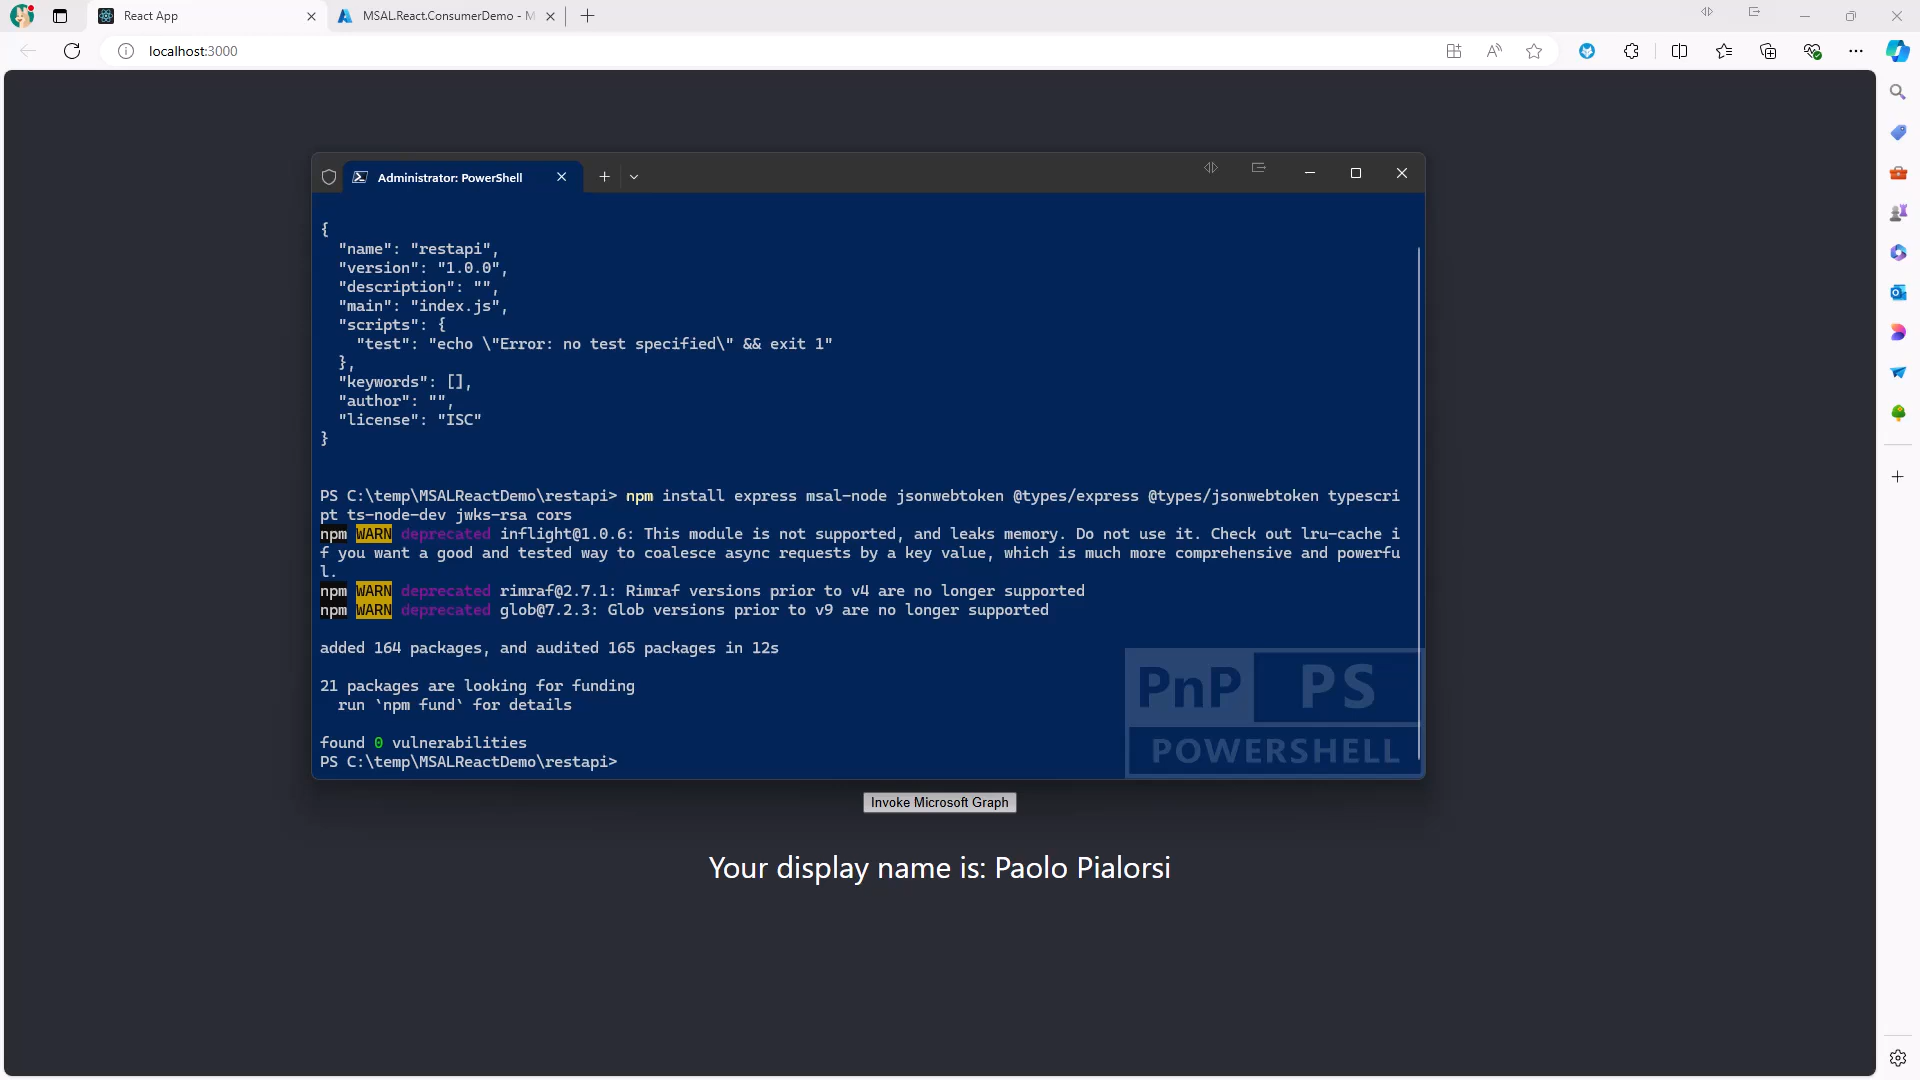 React App
MSAL.React.ConsumerDemo - M
localhost:3000
Administrator: PowerShell
{
"name": "restapi",
"version": "1.0.0",
"description": "",
"main": "index.js",
"scripts": {
"test": "echo \"Error: no test specified\" && exit 1"
},
"keywords": [],
"author": "",
"license": "ISC"
}
PS C:\temp\MSALReactDemo\restapi> npm install express msal-node jsonwebtoken @types/express @types/jsonwebtoken typescri
pt ts-node-dev jwks-rsa cors
npm WARN deprecated inflight@1.0.6: This module is not supported, and leaks memory. Do not use it. Check out lru-cache i
f you want a good and tested way to coalesce async requests by a key value, which is much more comprehensive and powerfu
l.
npm WARN deprecated rimraf@2.7.1: Rimraf versions prior to v4 are no longer supported
npm WARN deprecated glob@7.2.3: Glob versions prior to v9 are no longer supported
added 164 packages, and audited 165 packages in 12s
21 packages are looking for funding
run `npm fund` for details
found 0 vulnerabilities
PS C:\temp\MSALReactDemo\restapi>
PnP PS
POWERSHELL
Invoke Microsoft Graph
Your display name is: Paolo Pialorsi